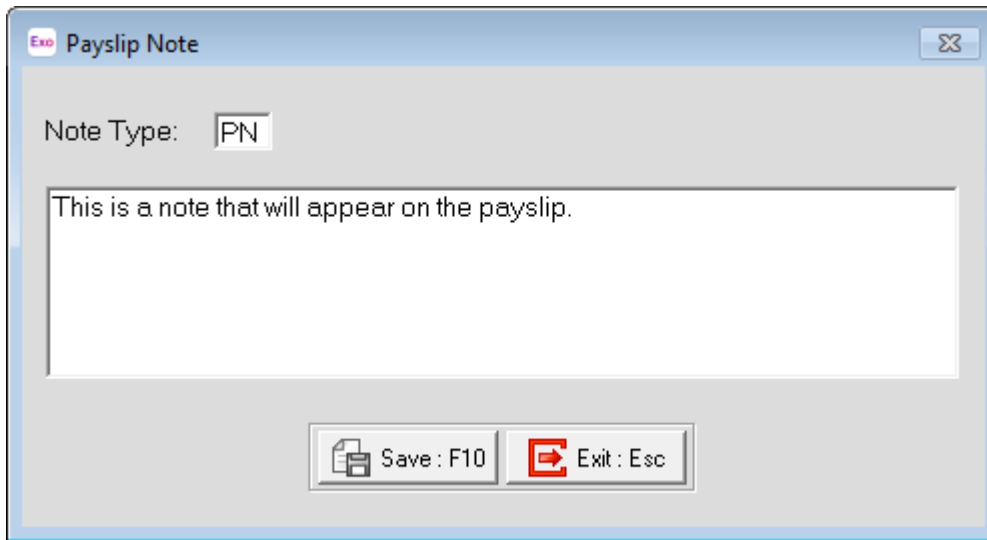 Exo Payslip Note
Note Type: PN
This is a note that will appear on the payslip.
Save : F10 Exit : Esc